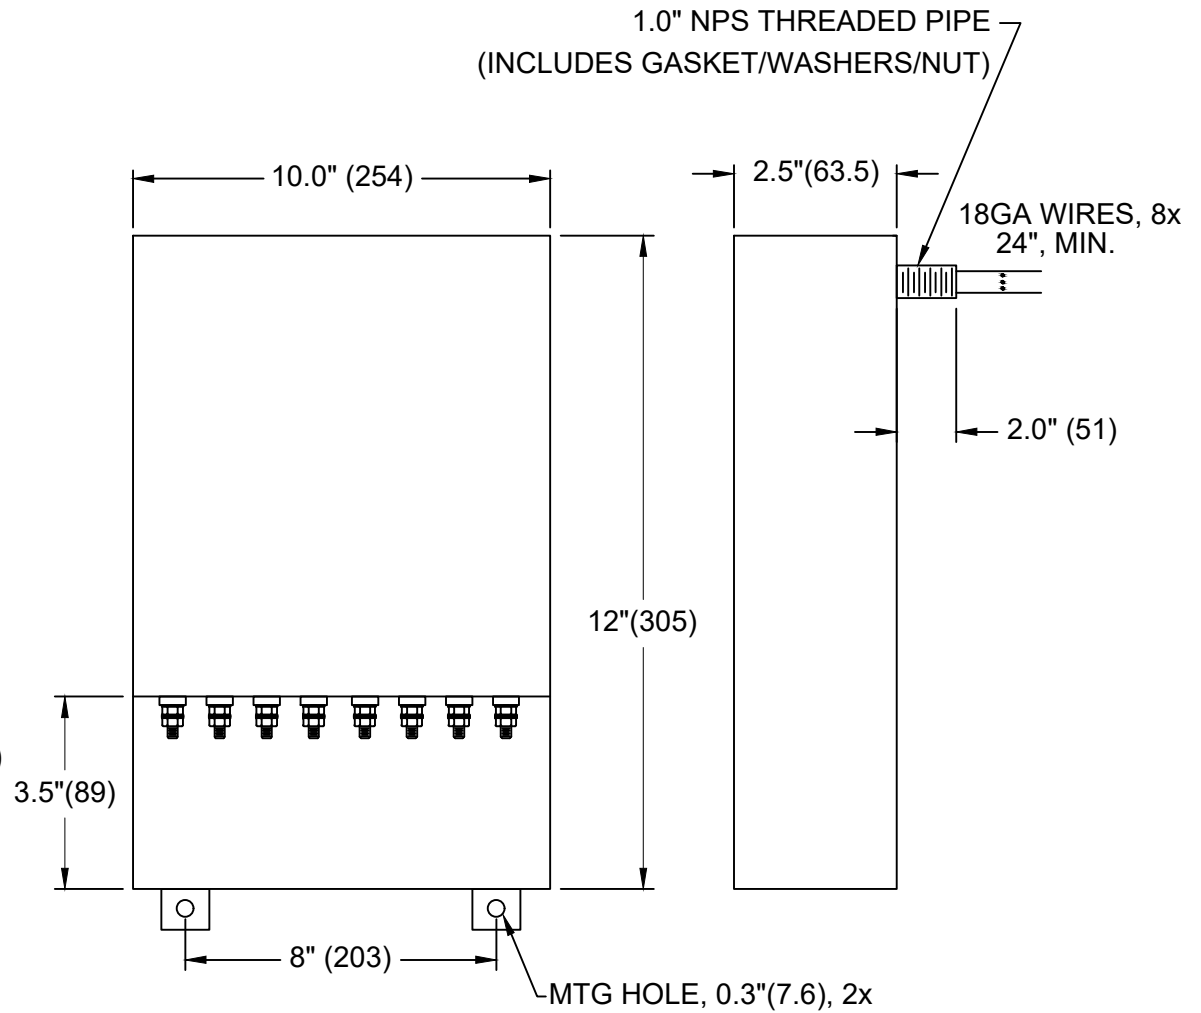 1.0" NPS THREADED PIPE
(INCLUDES GASKET/WASHERS/NUT)
10.0" (254)
2.5"(63.5)
18GA WIRES, 8x
24", MIN.
2.0" (51)
12"(305)
)
3.5"(89)
8" (203)
MTG HOLE, 0.3"(7.6), 2x